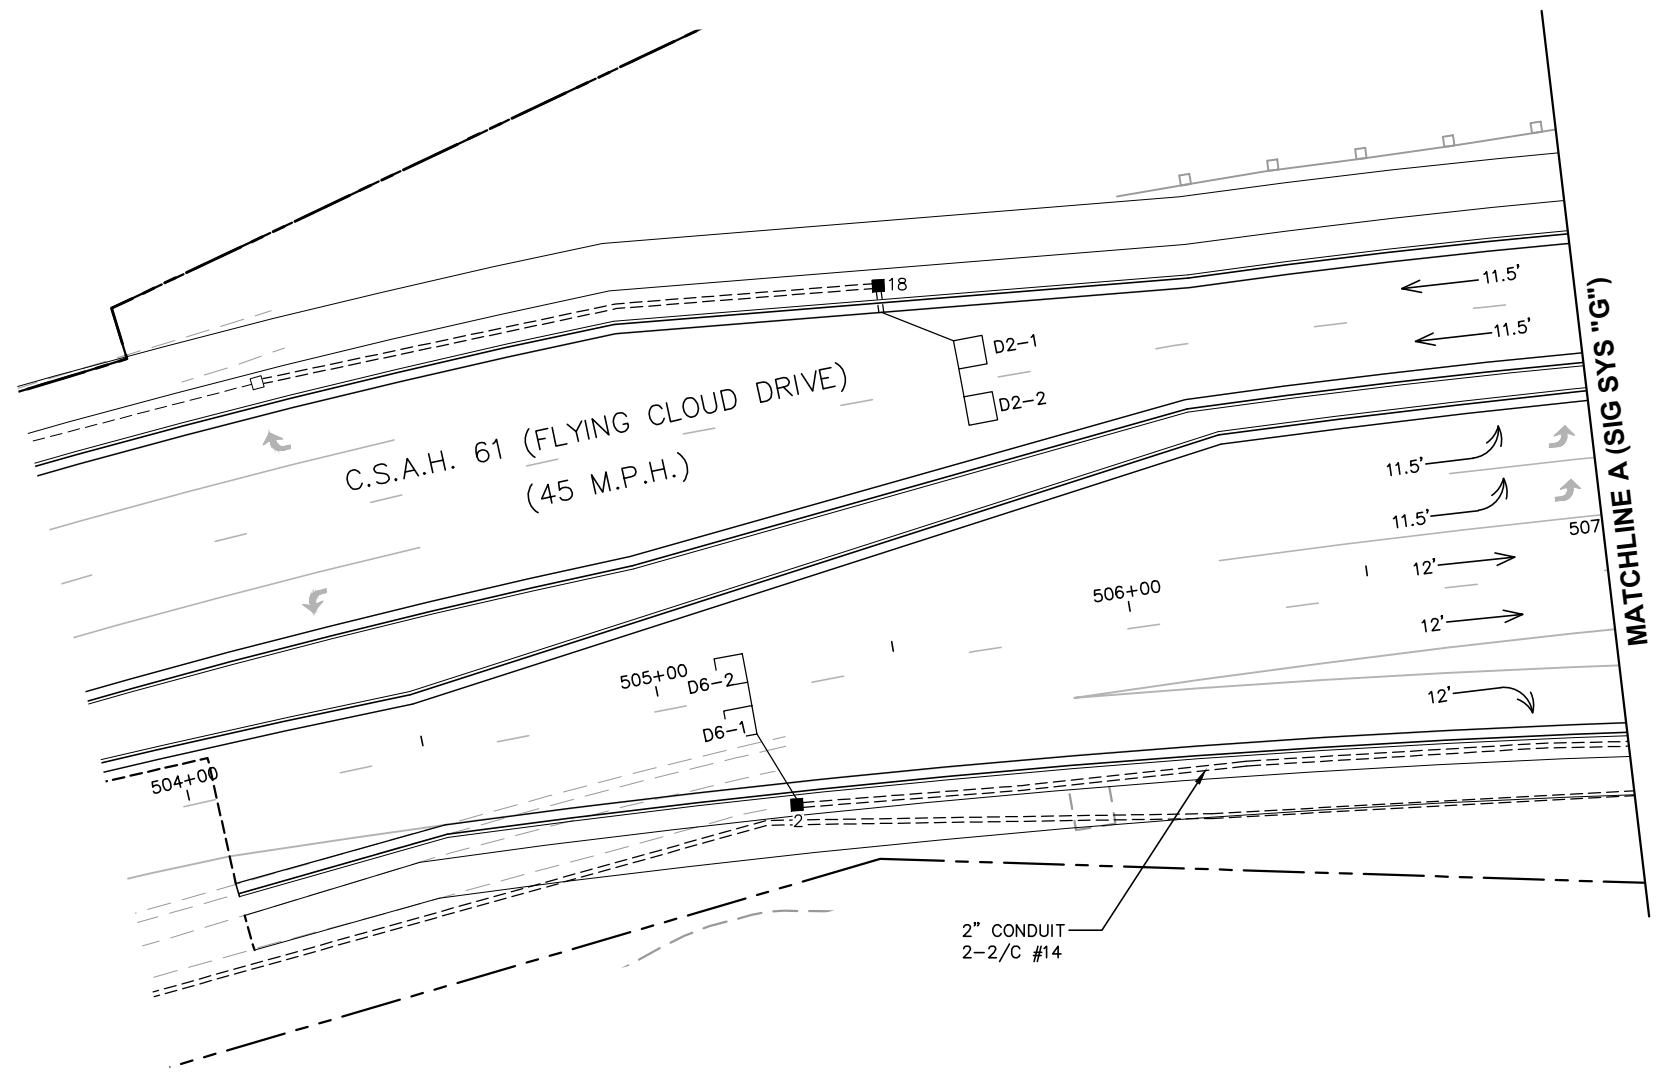 18
11.5'
D2-1
11.5'
D2-2
C.S.A.H. 61 (FLYING CLOUD DRIVE)
(45 M.P.H.)
11.5'
11.5'
507
12'
506+00
12'
505+00
D6-2
12'
D6-1
504+00
2
2” CONDUIT
2-2/C #14
MATCHLINE A (SIG SYS "G")